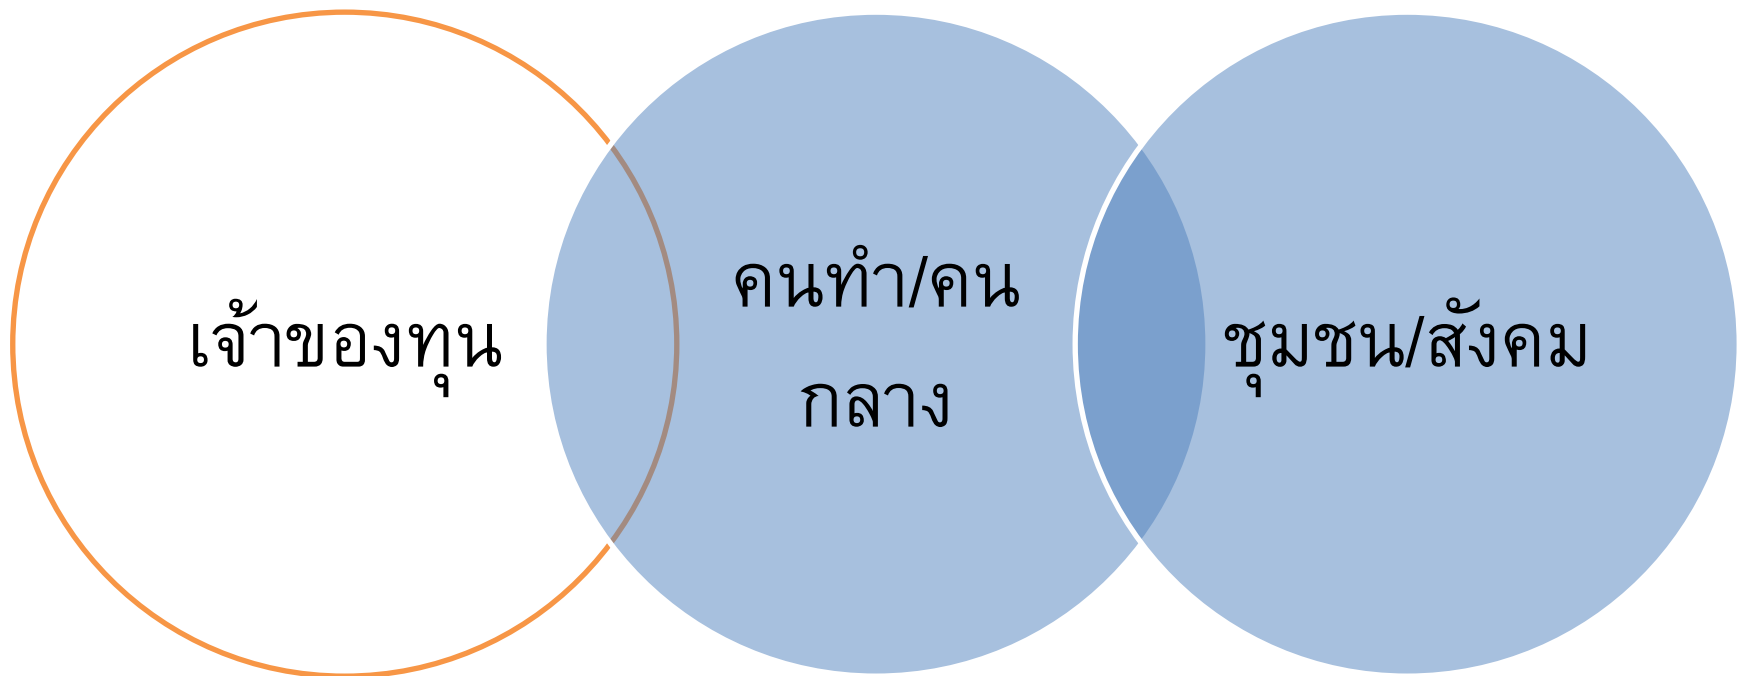 เจ้าของทุน
คนทำ/คน
กลาง
ชุมชน/สังคม